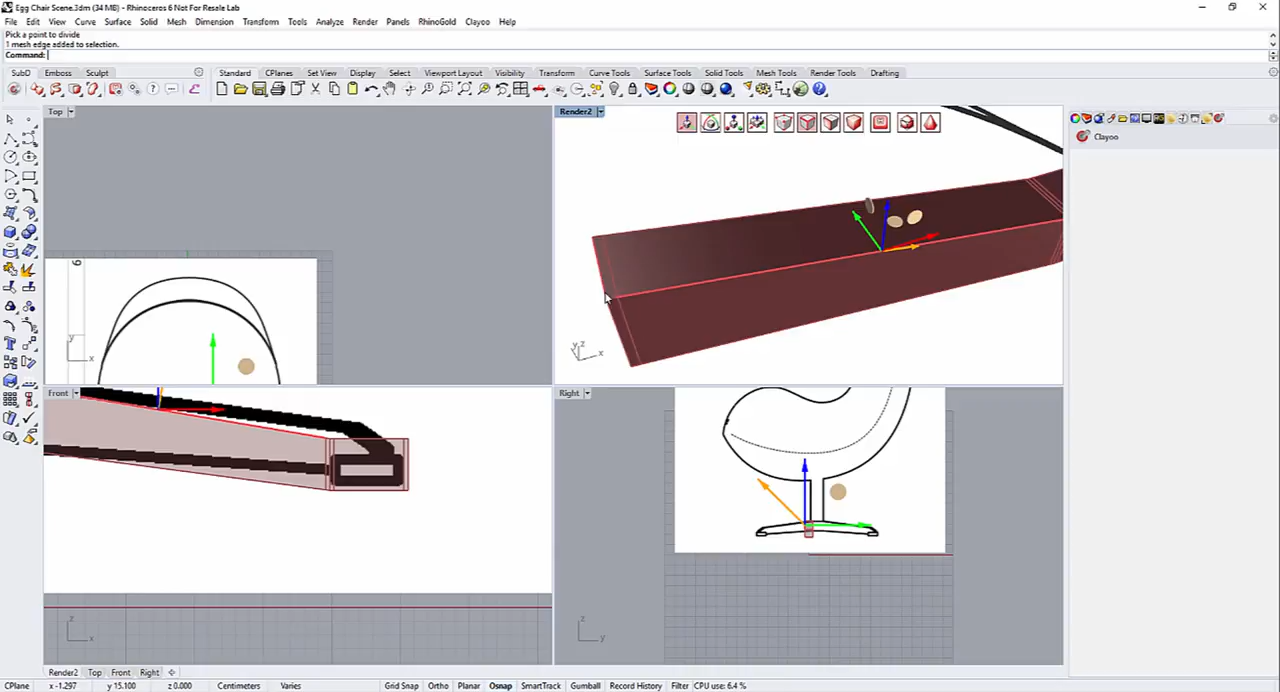 Egg Chair Scene.3dm (34 MB) - Rhinoceros 6 Not For Resale Lab
File Edit View Curve Surface Solid Mesh Dimension Transform Tools Analyze Render Panels RhinoGold Clayoo Help
Pick a point to divide
1 mesh edge added to selection.
Command:
SubD Emboss Sculpt Standard CPlanes Set View Display Select Viewport Layout Visibility Transform Curve Tools Surface Tools Solid Tools Mesh Tools Render Tools Drafting
Top
Render2
Clayoo
6
y
x
z
y
x
Front
Right
z
x
z
y
Render2 Top Front Right
CPlane x -1.297 y 15.100 z 0.000 Centimeters Varies Grid Snap Ortho Planar Osnap SmartTrack Gumball Record History Filter CPU use: 6.4 %